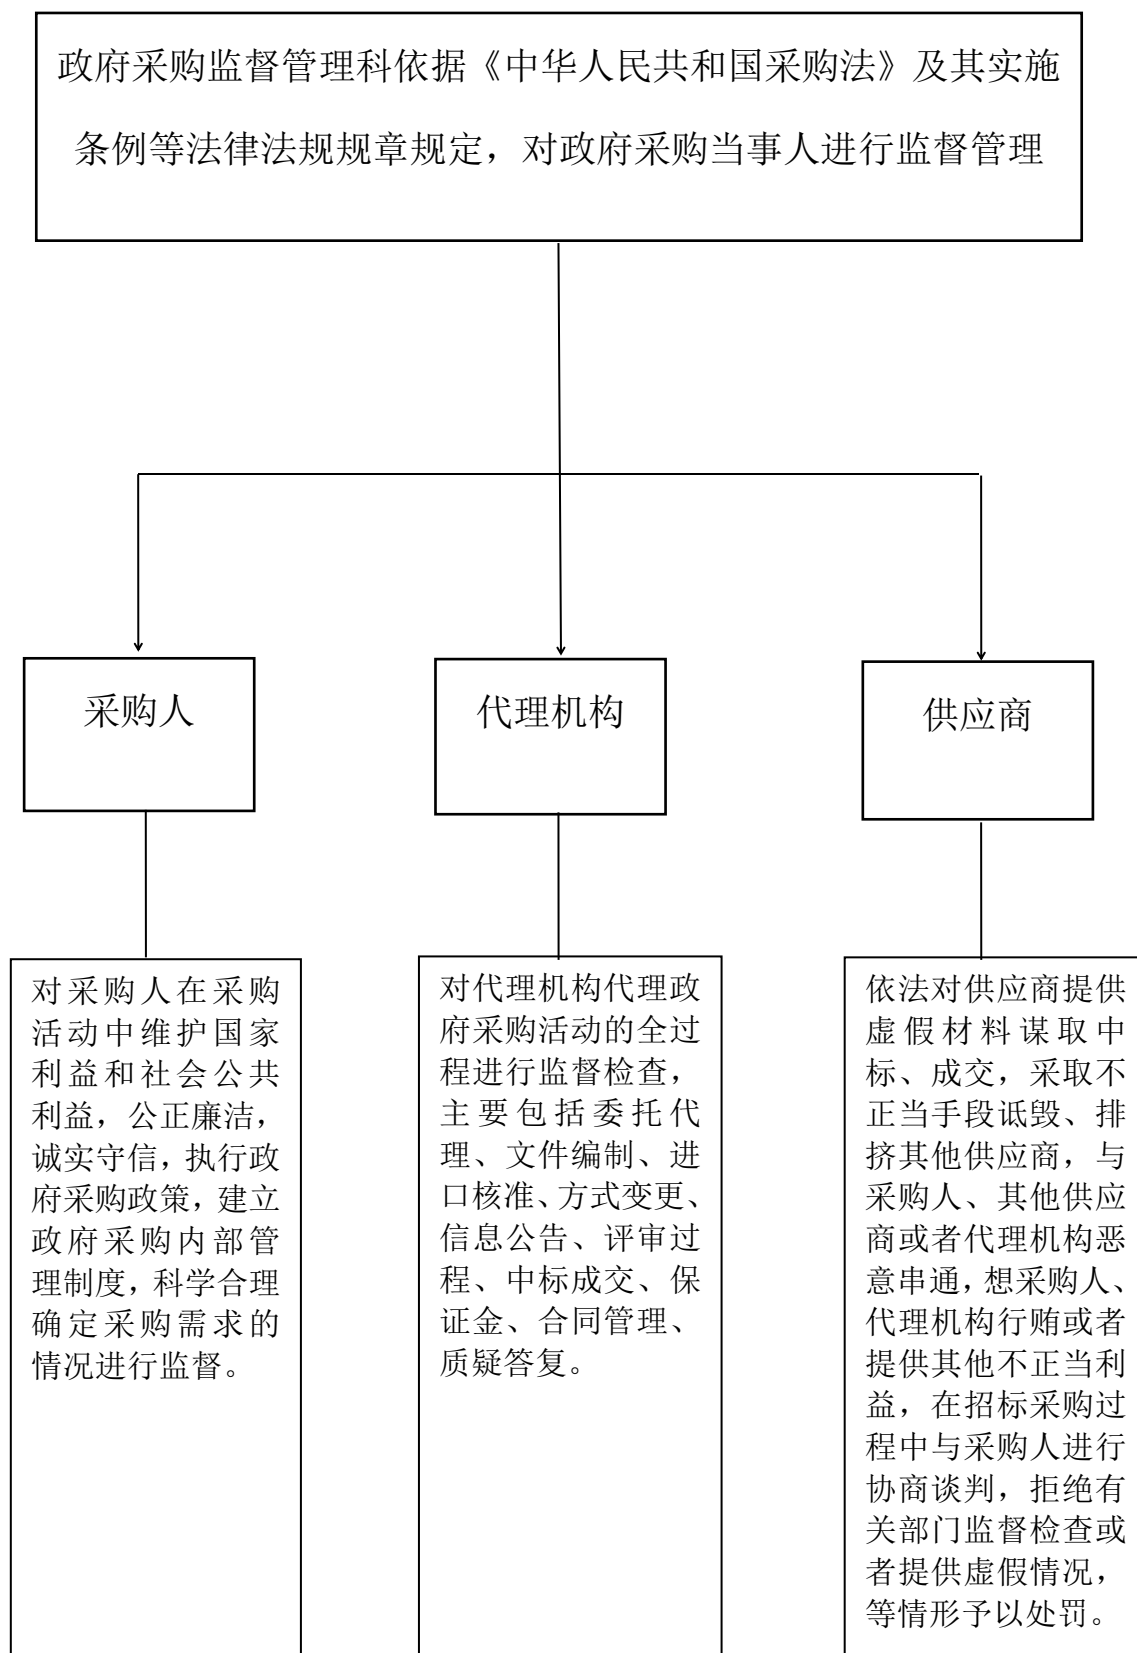 政府采购监督管理科依据《中华人民共和国采购法》及其实施
条例等法律法规规章规定，对政府采购当事人进行监督管理
采购人
代理机构
供应商
对采购人在采购
活动中维护国家
利益和社会公共
利益，公正廉洁，
诚实守信，执行政
府采购政策，建立
政府采购内部管
理制度，科学合理
确定采购需求的
情况进行监督。
对代理机构代理政
府采购活动的全过
程进行监督检查，
主要包括委托代
理、文件编制、进
口核准、方式变更、
信息公告、评审过
程、中标成交、保
证金、合同管理、
质疑答复。
依法对供应商提供
虚假材料谋取中
标、成交，采取不
正当手段诋毁、排
挤其他供应商，与
采购人、其他供应
商或者代理机构恶
意串通，想采购人、
代理机构行贿或者
提供其他不正当利
益，在招标采购过
程中与采购人进行
协商谈判，拒绝有
关部门监督检查或
者提供虚假情况，
等情形予以处罚。